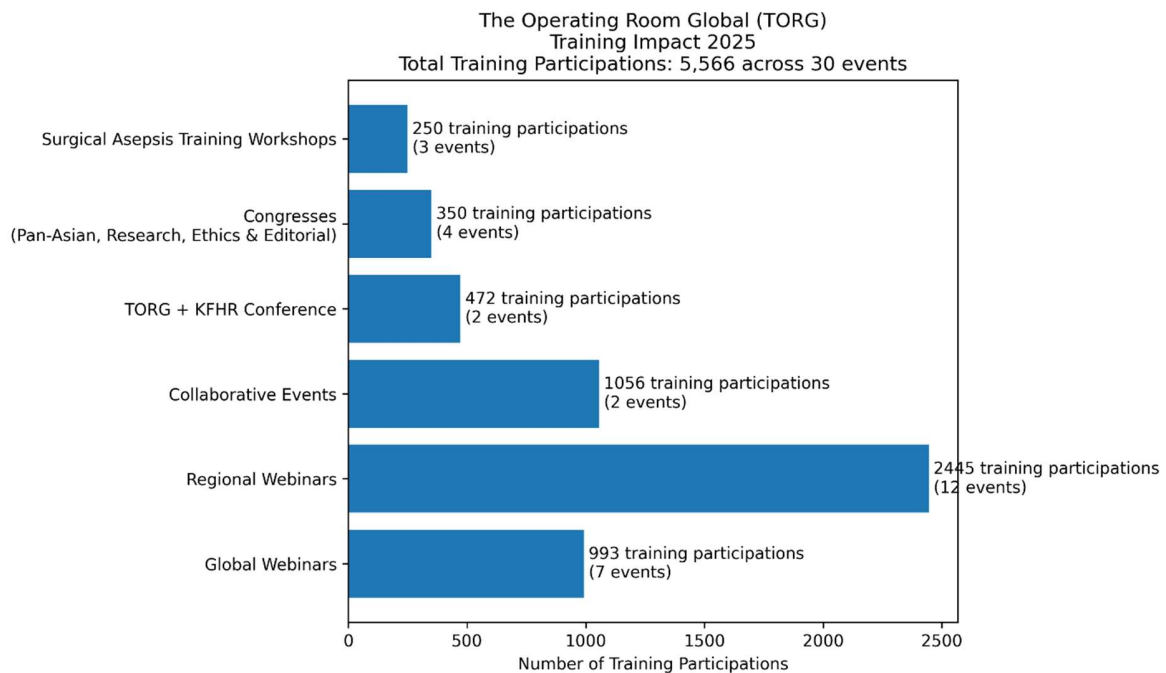 The Operating Room Global (TORG)
Training Impact 2025
Total Training Participations: 5,566 across 30 events
Surgical Asepsis Training Workshops
250 training participations
(3 events)
Congresses
(Pan-Asian, Research, Ethics & Editorial)
350 training participations
(4 events)
TORG + KFHR Conference
472 training participations
(2 events)
Collaborative Events
1056 training participations
(2 events)
Regional Webinars
2445 training participations
(12 events)
Global Webinars
993 training participations
(7 events)
0
500
1000
1500
2000
2500
Number of Training Participations